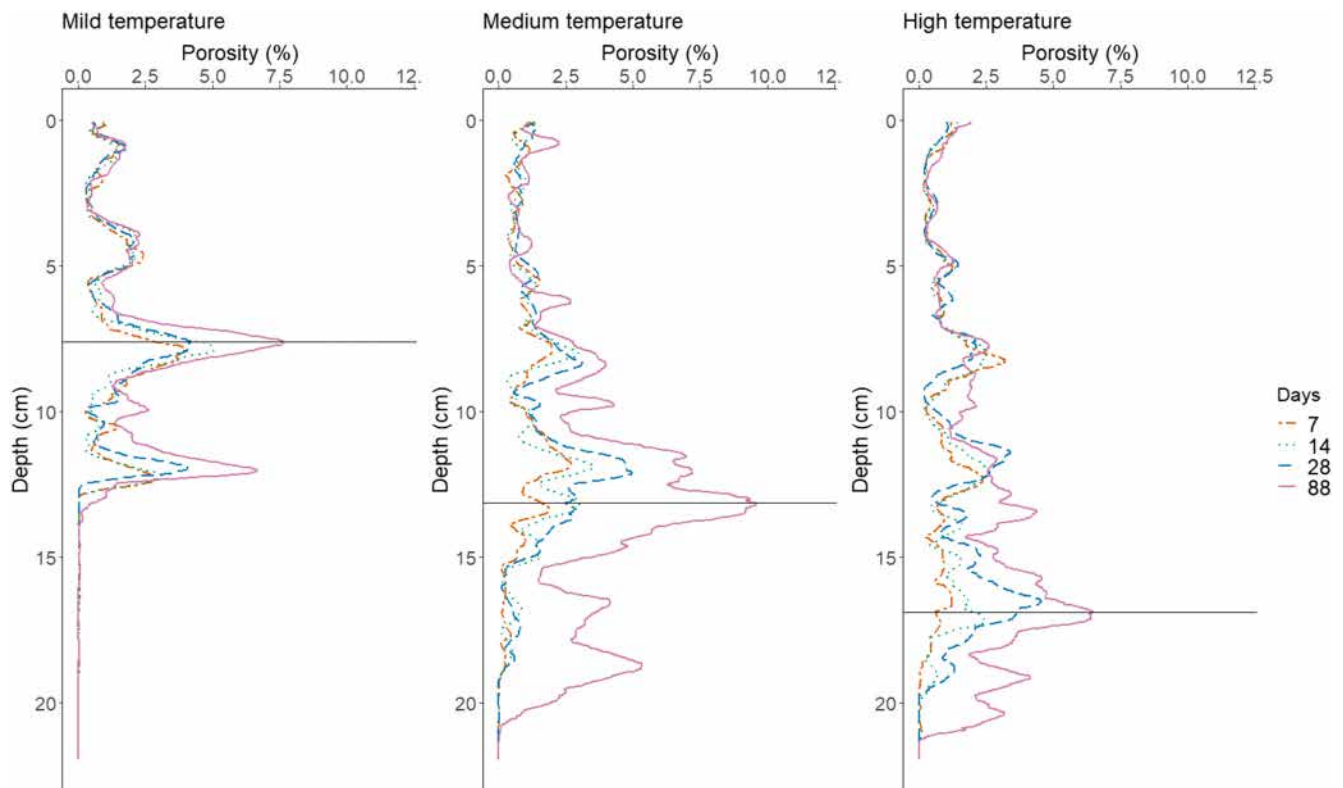 Mild temperature
Porosity (%)
0.0 2.5 5.0 7.5 10.0 12.
0
5
10
15
20
Depth (cm)
Medium temperature
Porosity (%)
0.0 2.5 5.0 7.5 10.0 12.
0
5
10
15
20
Depth (cm)
High temperature
Porosity (%)
0.0 2.5 5.0 7.5 10.0 12.5
0
5
10
15
20
Depth (cm)
Days
7
14
28
88